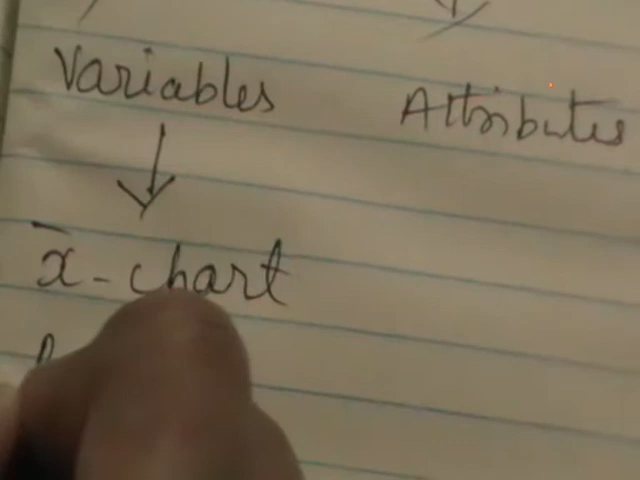 Variables Attributes
x̄ - chart